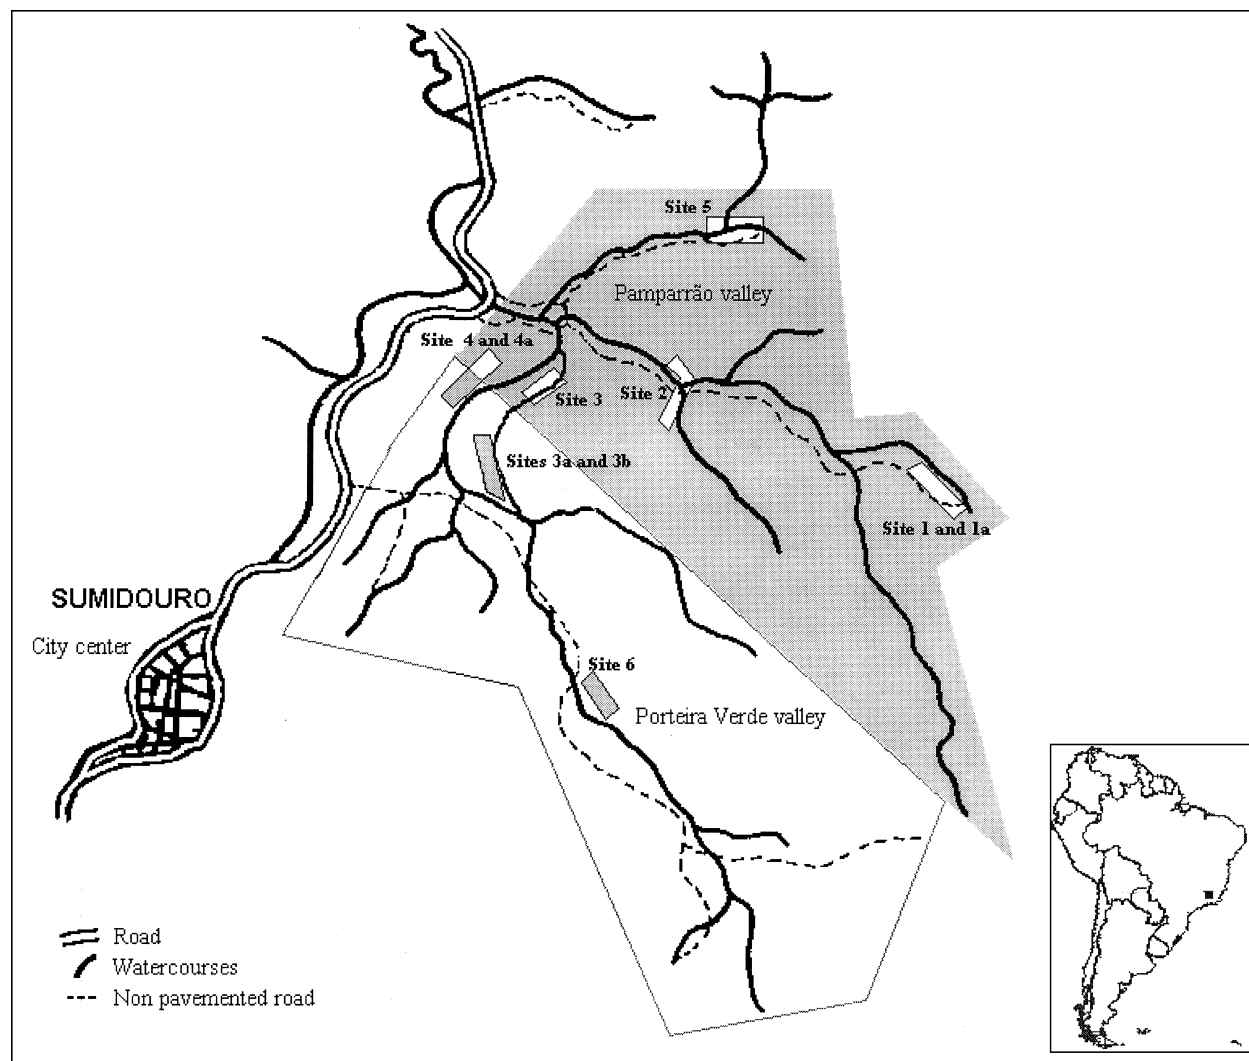 Site 5
Pamparrão valley
Site 4 and 4a
Site 3
Site 2
Sites 3a and 3b
Site 1 and 1a
SUMIDOURO
City center
Site 6
Porteira Verde valley
Road
Watercourses
Non pavemented road